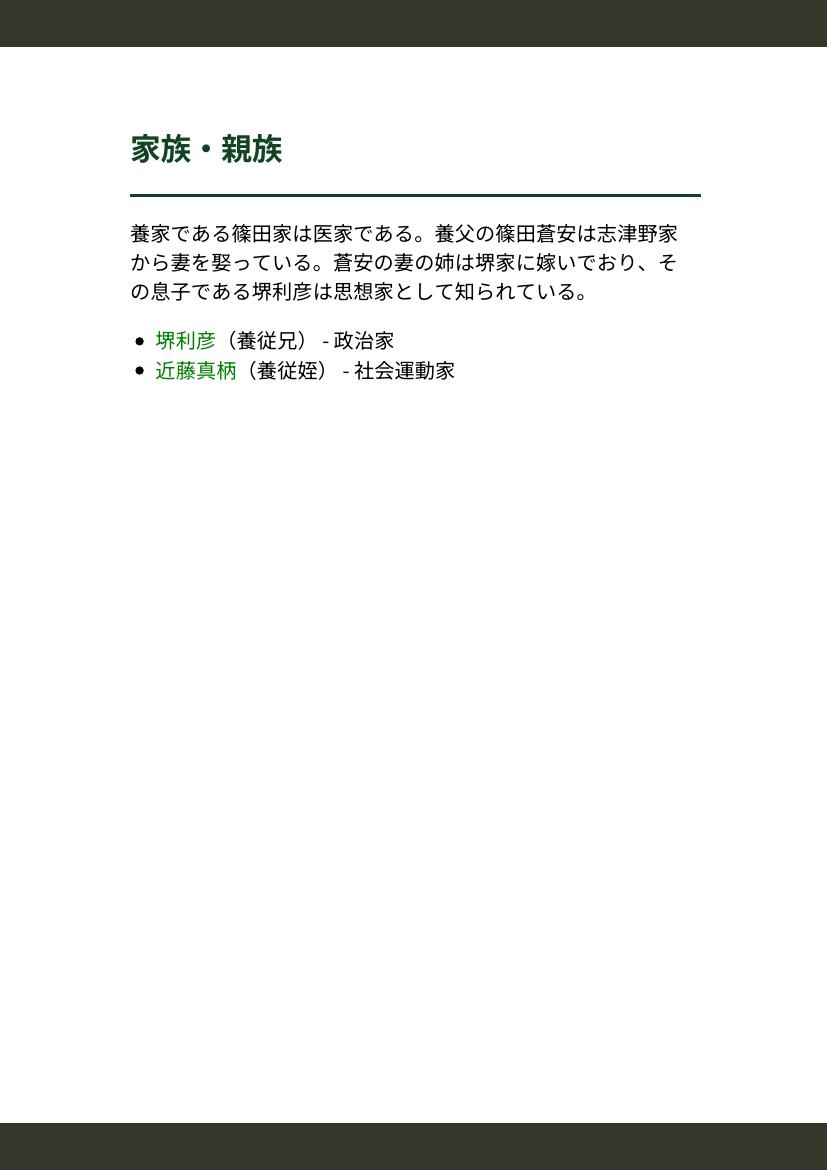 家族・親族
養家である篠田家は医家である。養父の篠田蒼安は志津野家
から妻を娶っている。蒼安の妻の姉は堺家に嫁いでおり、そ
の息子である堺利彦は思想家として知られている。
• 堺利彦（養従兄） - 政治家
• 近藤真柄（養従姪） - 社会運動家